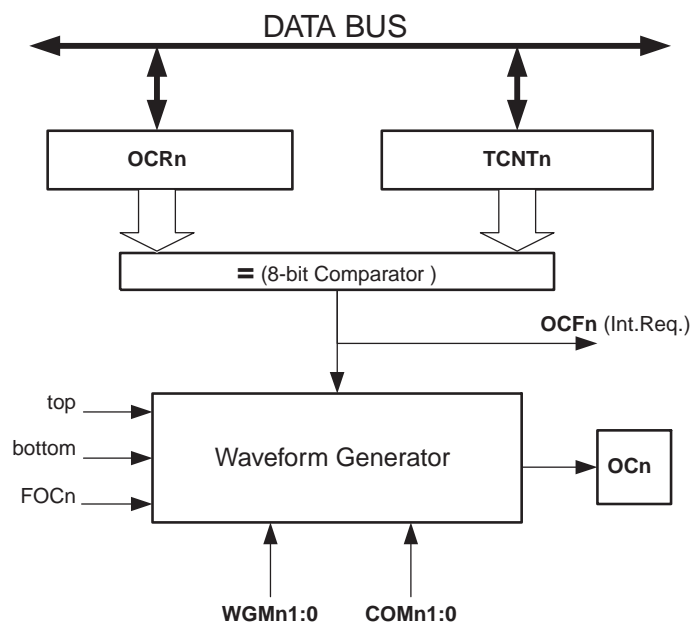 DATA BUS
OCRn
TCNTn
= (8-bit Comparator )
OCFn (Int.Req.)
top
bottom
FOCn
Waveform Generator
OCn
WGMn1:0
COMn1:0